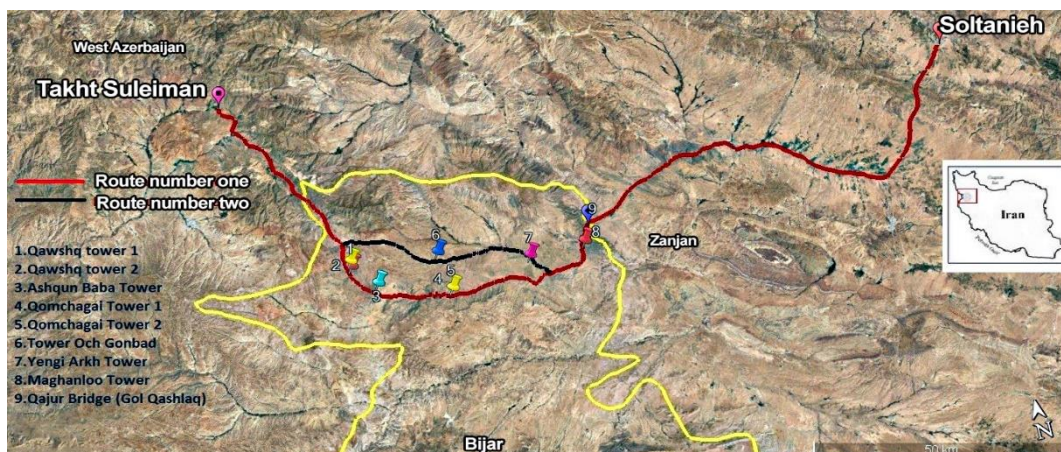 Soltanieh
West Azerbaijan
Takht Suleiman
Route number one
Route number two
Iran
Zanjan
1.Qawshq tower 1
2.Qawshq tower 2
3.Ashqun Baba Tower
4.Qomchagai Tower 1
5.Qomchagai Tower 2
6.Tower Och Gonbad
7.Yengi Arkh Tower
8.Maghanloo Tower
9.Qajur Bridge (Gol Qashlaq)
1
2
3
4
5
6
7
8
9
Bijar
50 km
N